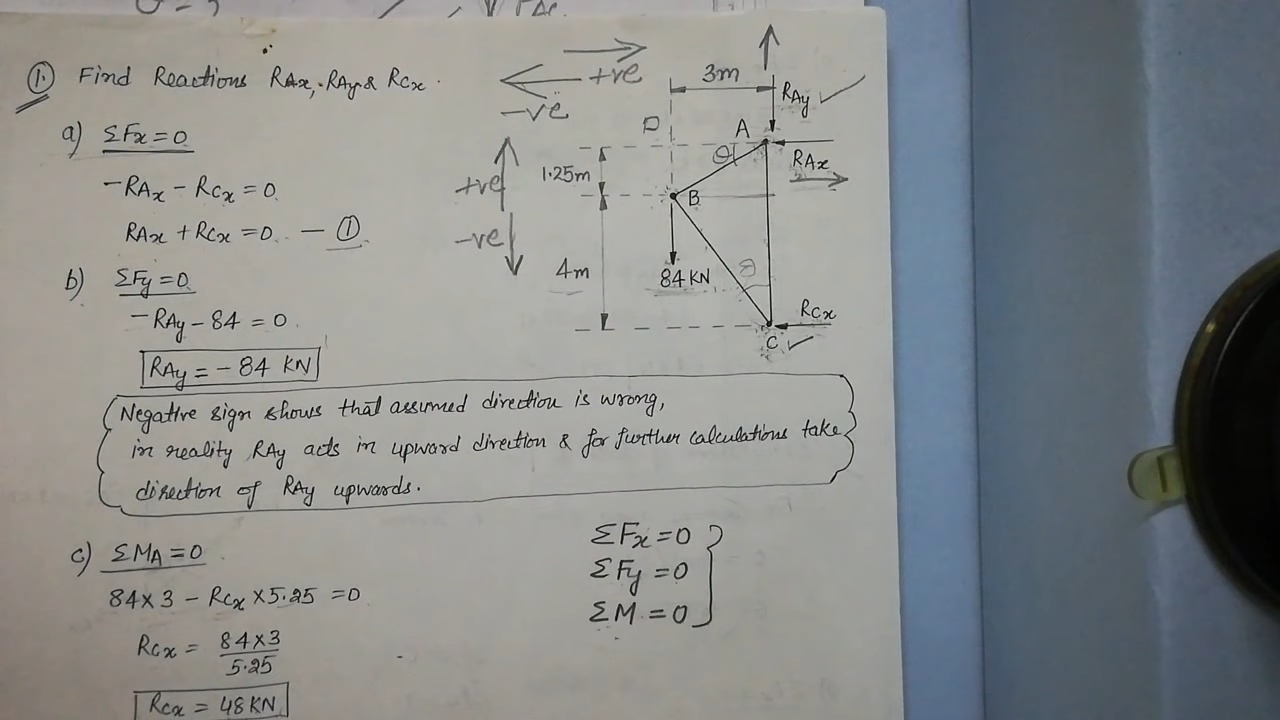 ① Find Reactions RAx, RAy & RCx.
a) ΣFx=0
-RAx - RCx = 0
RAx + RCx = 0 — ①
b) ΣFy=0
-RAy - 84 = 0
RAy = -84 KN
Negative sign shows that assumed direction is wrong,
in reality RAy acts in upward direction & for further calculations take
direction of RAy upwards.
c) ΣMA=0
84×3 - RCx×5.25 = 0
RCx = 84×3
5.25
RCx = 48KN
+ve
-ve
+ve
-ve
3m
RAy
D
A
θ
RAx
1.25m
B
4m
84KN
θ
RCx
C
ΣFx=0
ΣFy=0
ΣM=0